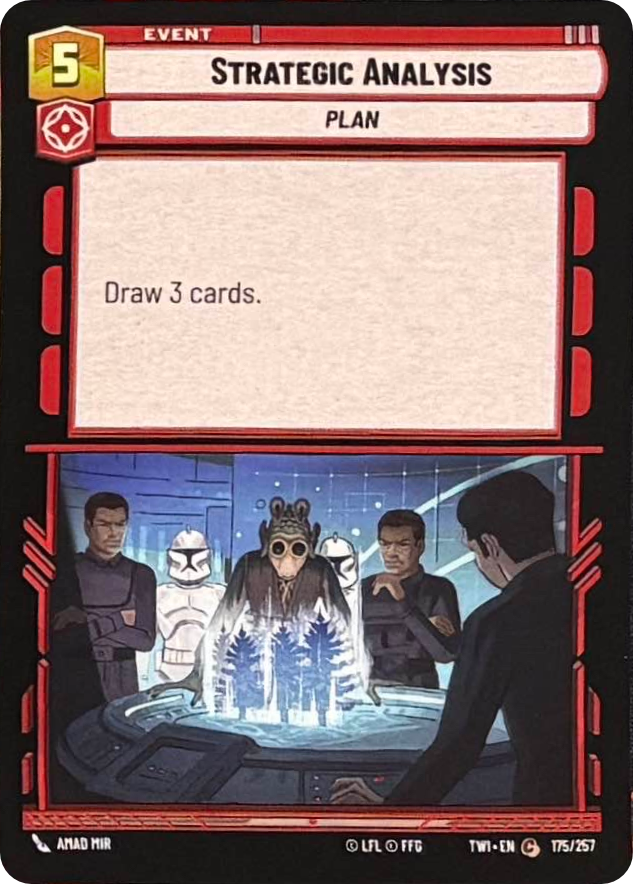 EVENT
5
STRATEGIC ANALYSIS
PLAN
Draw 3 cards.
AMAD MIR
© LFL © FFG
TWI • EN C 175/257